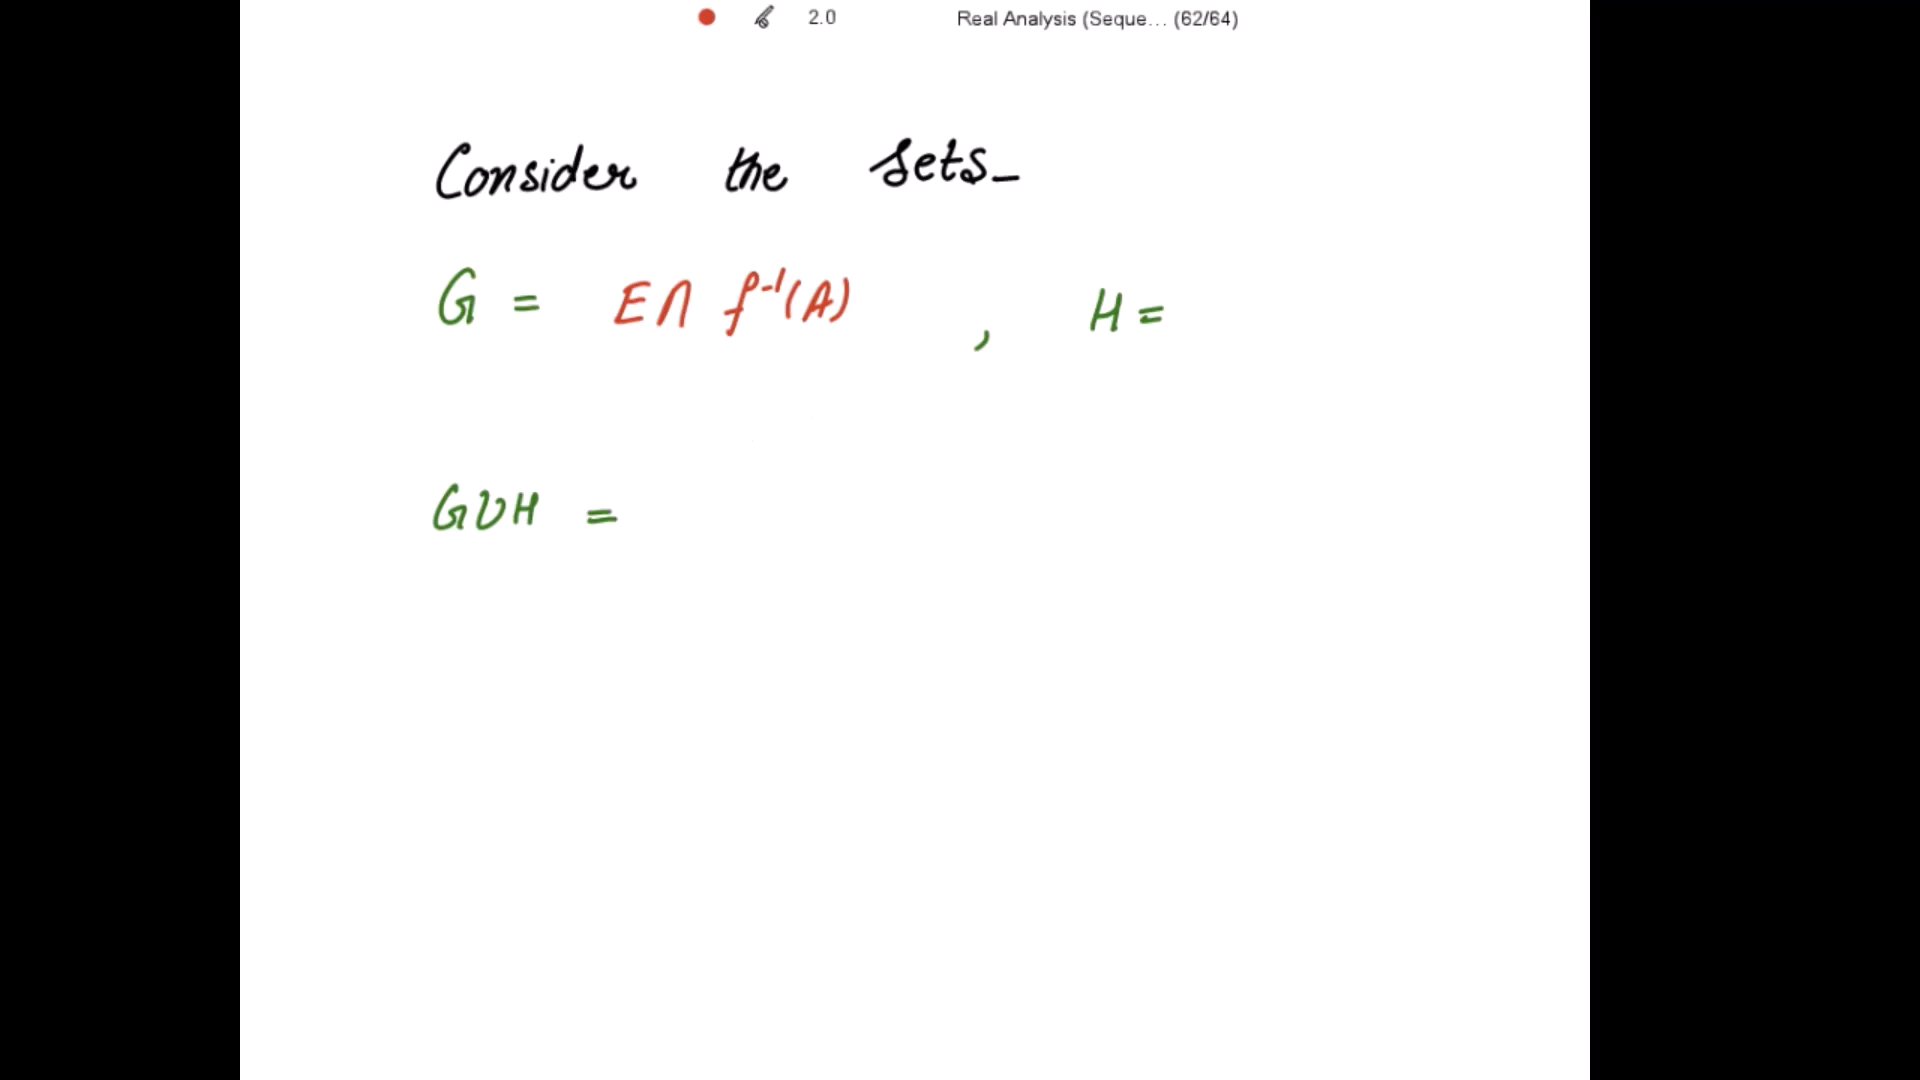 2.0 Real Analysis (Seque... (62/64)
Consider the sets_
G = E∩ f⁻¹(A) , H =
G∪H =